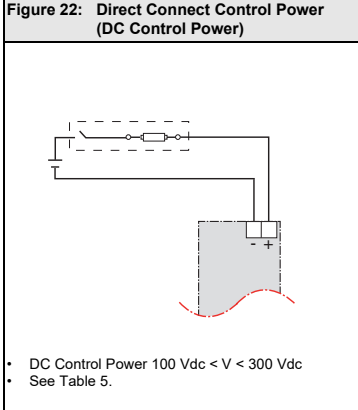 Figure 22: Direct Connect Control Power
(DC Control Power)
- +
• DC Control Power 100 Vdc < V < 300 Vdc
• See Table 5.